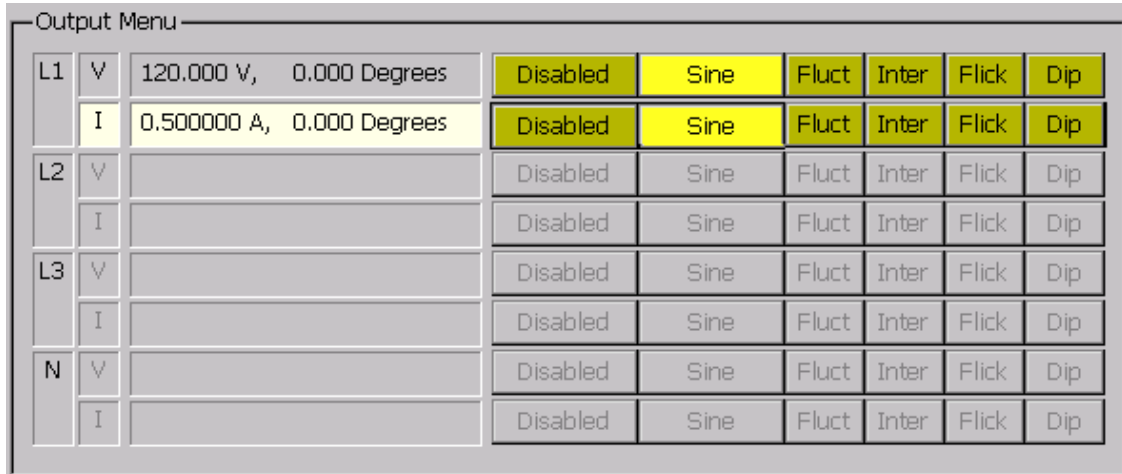 Output Menu
L1 V 120.000 V, 0.000 Degrees Disabled Sine Fluct Inter Flick Dip
I 0.500000 A, 0.000 Degrees Disabled Sine Fluct Inter Flick Dip
L2 V Disabled Sine Fluct Inter Flick Dip
I Disabled Sine Fluct Inter Flick Dip
L3 V Disabled Sine Fluct Inter Flick Dip
I Disabled Sine Fluct Inter Flick Dip
N V Disabled Sine Fluct Inter Flick Dip
I Disabled Sine Fluct Inter Flick Dip